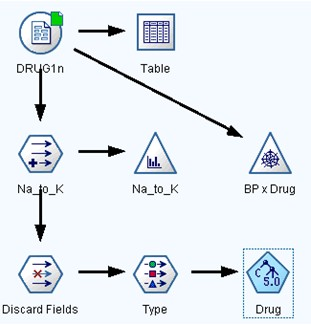 DRUG1n
Table
Na_to_K
Na_to_K
BP x Drug
Discard Fields
Type
C 5.0
Drug